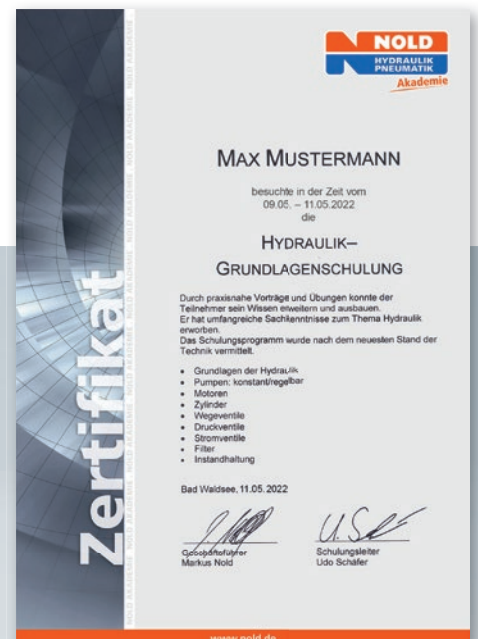 NOLD
HYDRAULIK
PNEUMATIK
Akademie
Zertifikat
MAX MUSTERMANN
besuchte in der Zeit vom
09.05. – 11.05.2022
die
HYDRAULIK–
GRUNDLAGENSCHULUNG
Durch praxisnahe Vorträge und Übungen konnte der
Teilnehmer sein Wissen erweitern und ausbauen.
Er hat umfangreiche Sachkenntnisse zum Thema Hydraulik
erworben.
Das Schulungsprogramm wurde nach dem neuesten Stand der
Technik vermittelt.
• Grundlagen der Hydraulik
• Pumpen: konstant/regelbar
• Motoren
• Zylinder
• Wegeventile
• Druckventile
• Stromventile
• Filter
• Instandhaltung
Bad Waldsee, 11.05.2022
Geschäftsführer
Markus Nold
Schulungsleiter
Udo Schäfer
www.nold.de